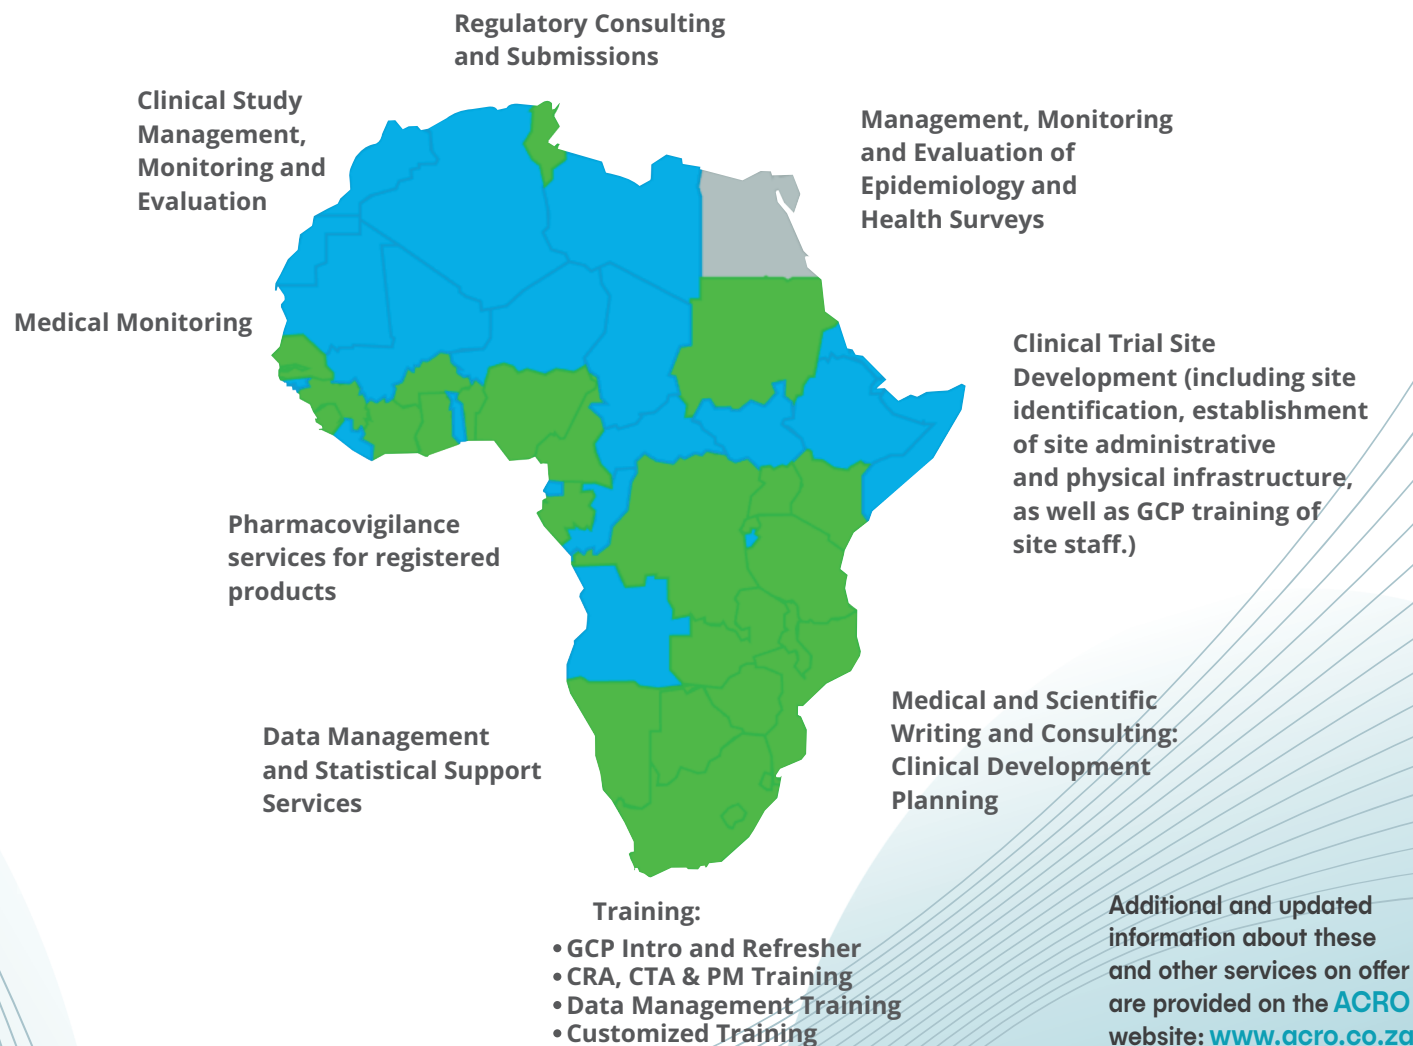 Regulatory Consulting
and Submissions
Clinical Study
Management,
Monitoring and
Evaluation
Management, Monitoring
and Evaluation of
Epidemiology and
Health Surveys
Medical Monitoring
Clinical Trial Site
Development (including site
identification, establishment
of site administrative
and physical infrastructure,
as well as GCP training of
site staff.)
Pharmacovigilance
services for registered
products
Medical and Scientific
Writing and Consulting:
Clinical Development
Planning
Data Management
and Statistical Support
Services
Training:
• GCP Intro and Refresher
• CRA, CTA & PM Training
• Data Management Training
• Customized Training
Additional and updated
information about these
and other services on offer
are provided on the ACRO
website: www.acro.co.za